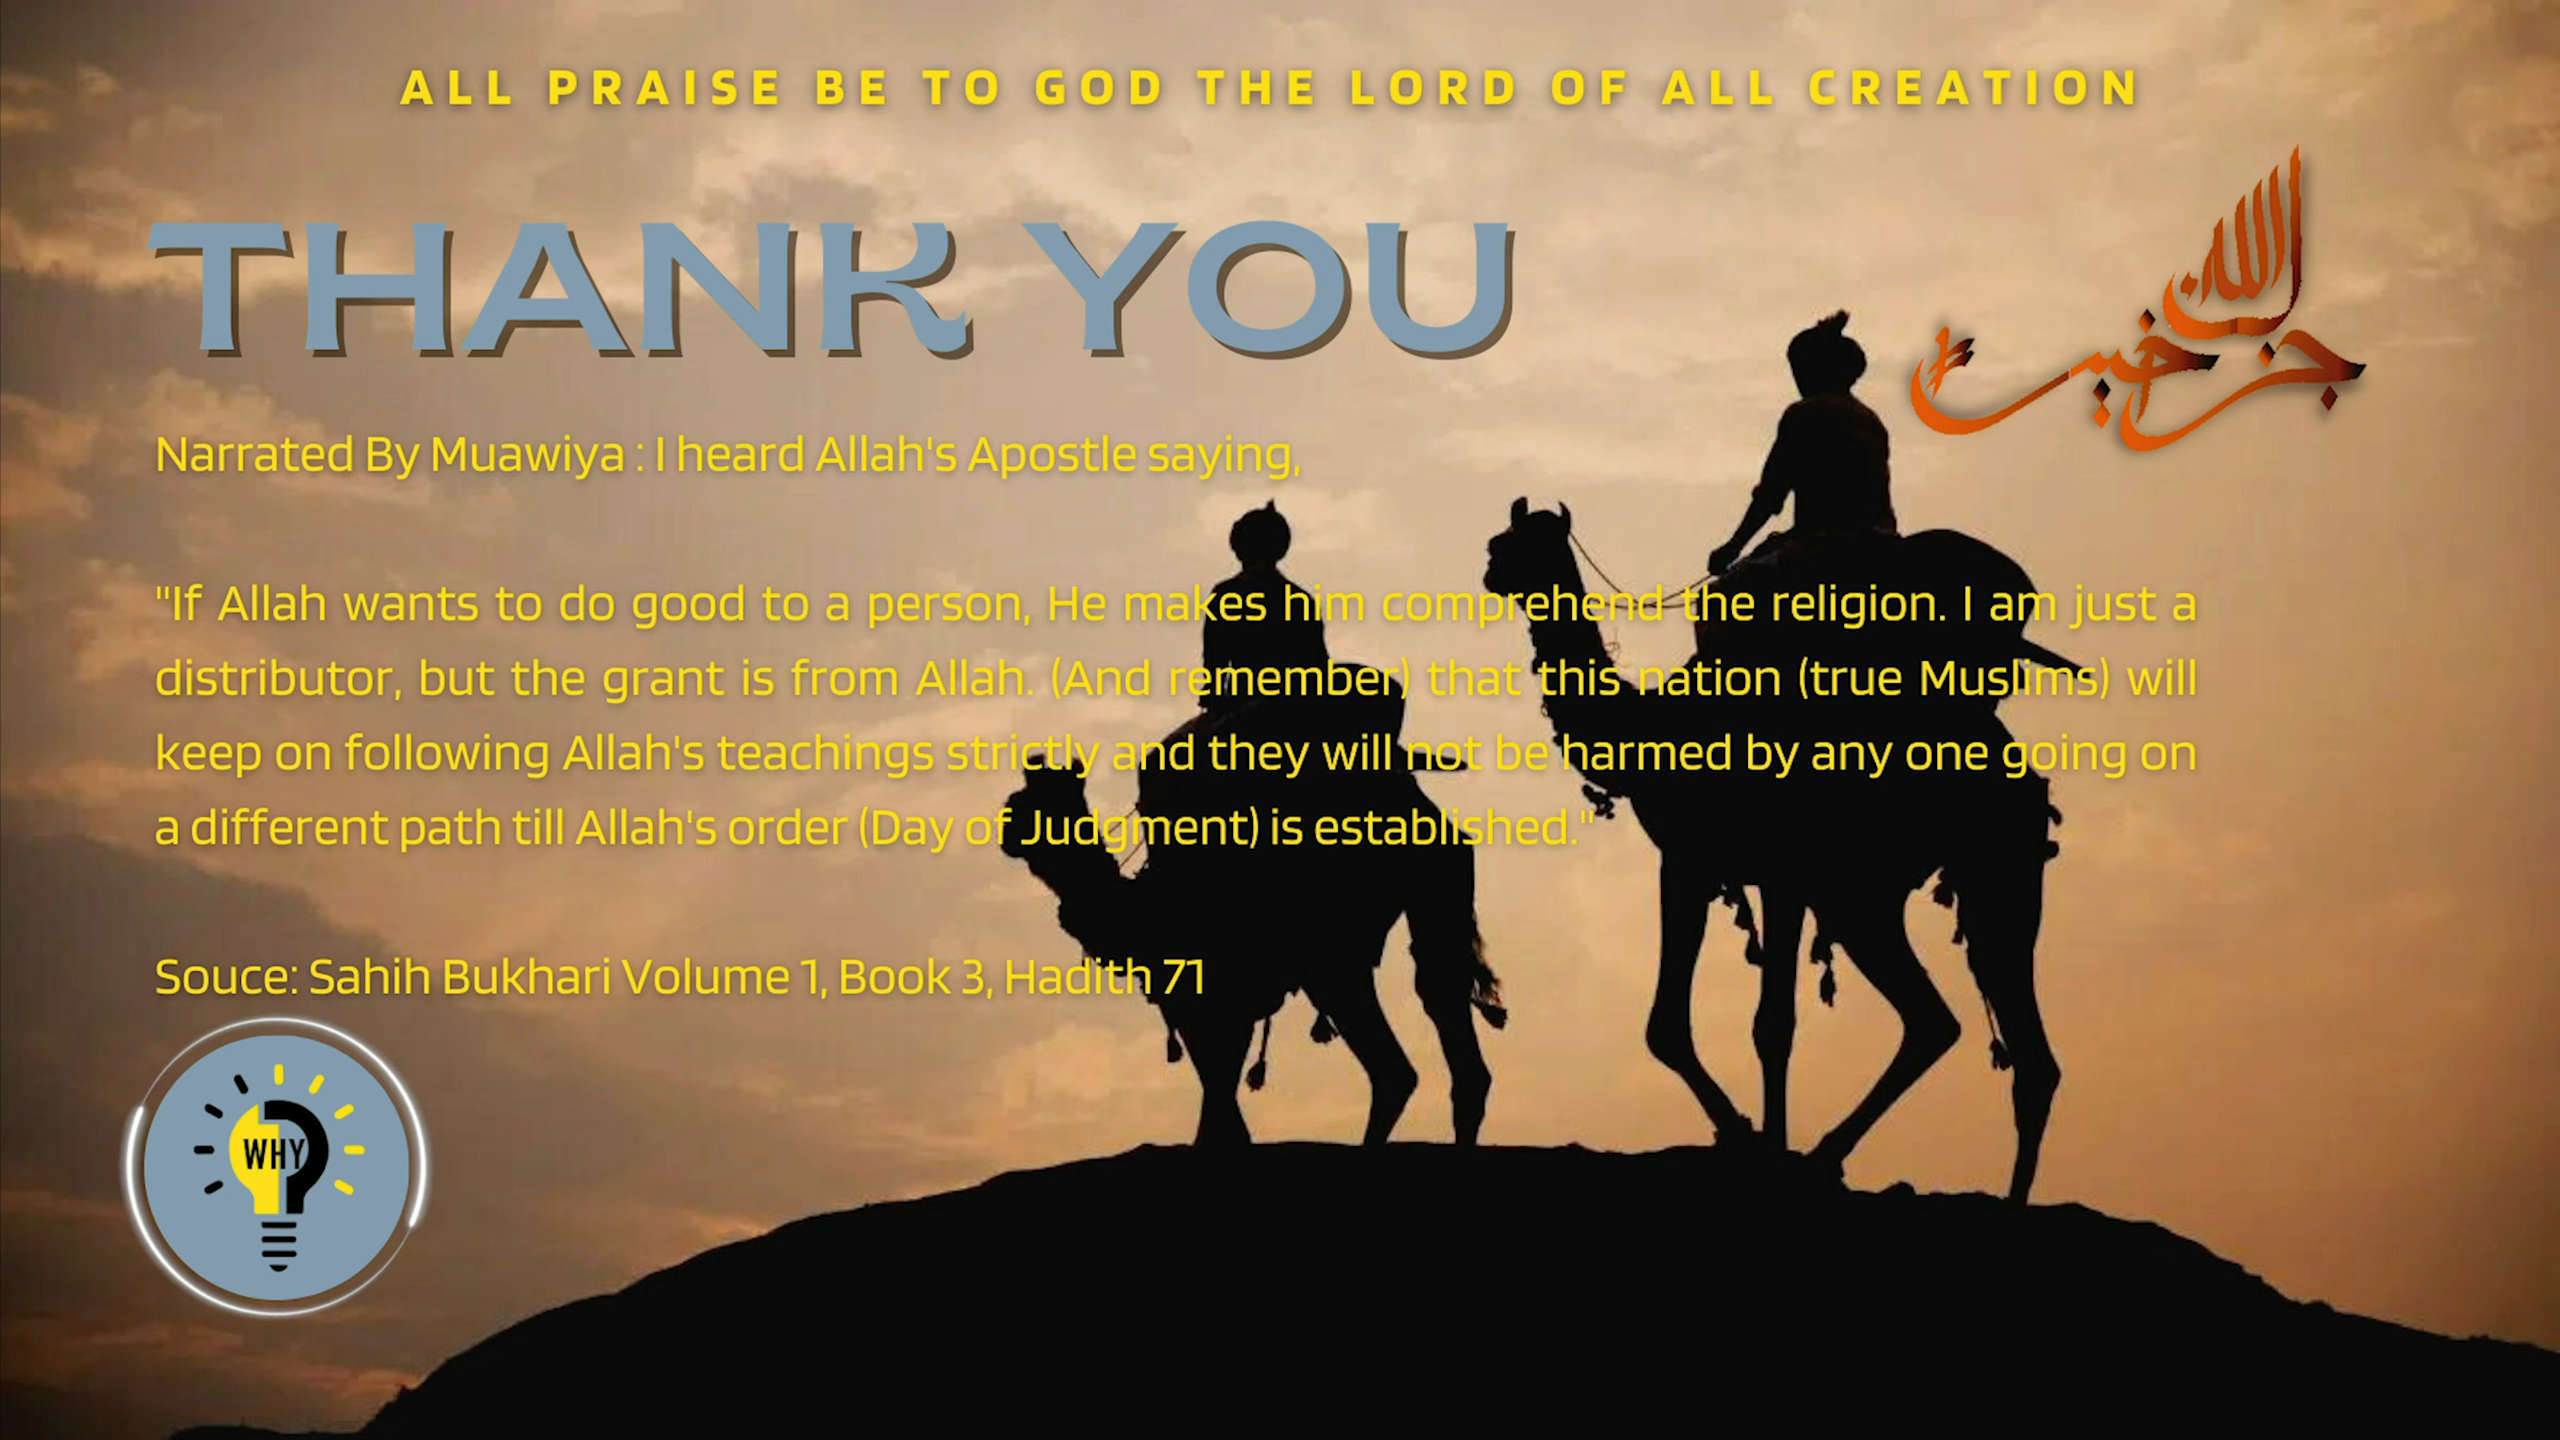 ALL PRAISE BE TO GOD THE LORD OF ALL CREATION
THANK YOU
جزاك الله خيرا
Narrated By Muawiya : I heard Allah's Apostle saying,
"If Allah wants to do good to a person, He makes him comprehend the religion. I am just a
distributor, but the grant is from Allah. (And remember) that this nation (true Muslims) will
keep on following Allah's teachings strictly and they will not be harmed by any one going on
a different path till Allah's order (Day of Judgment) is established."
Souce: Sahih Bukhari Volume 1, Book 3, Hadith 71
WHY